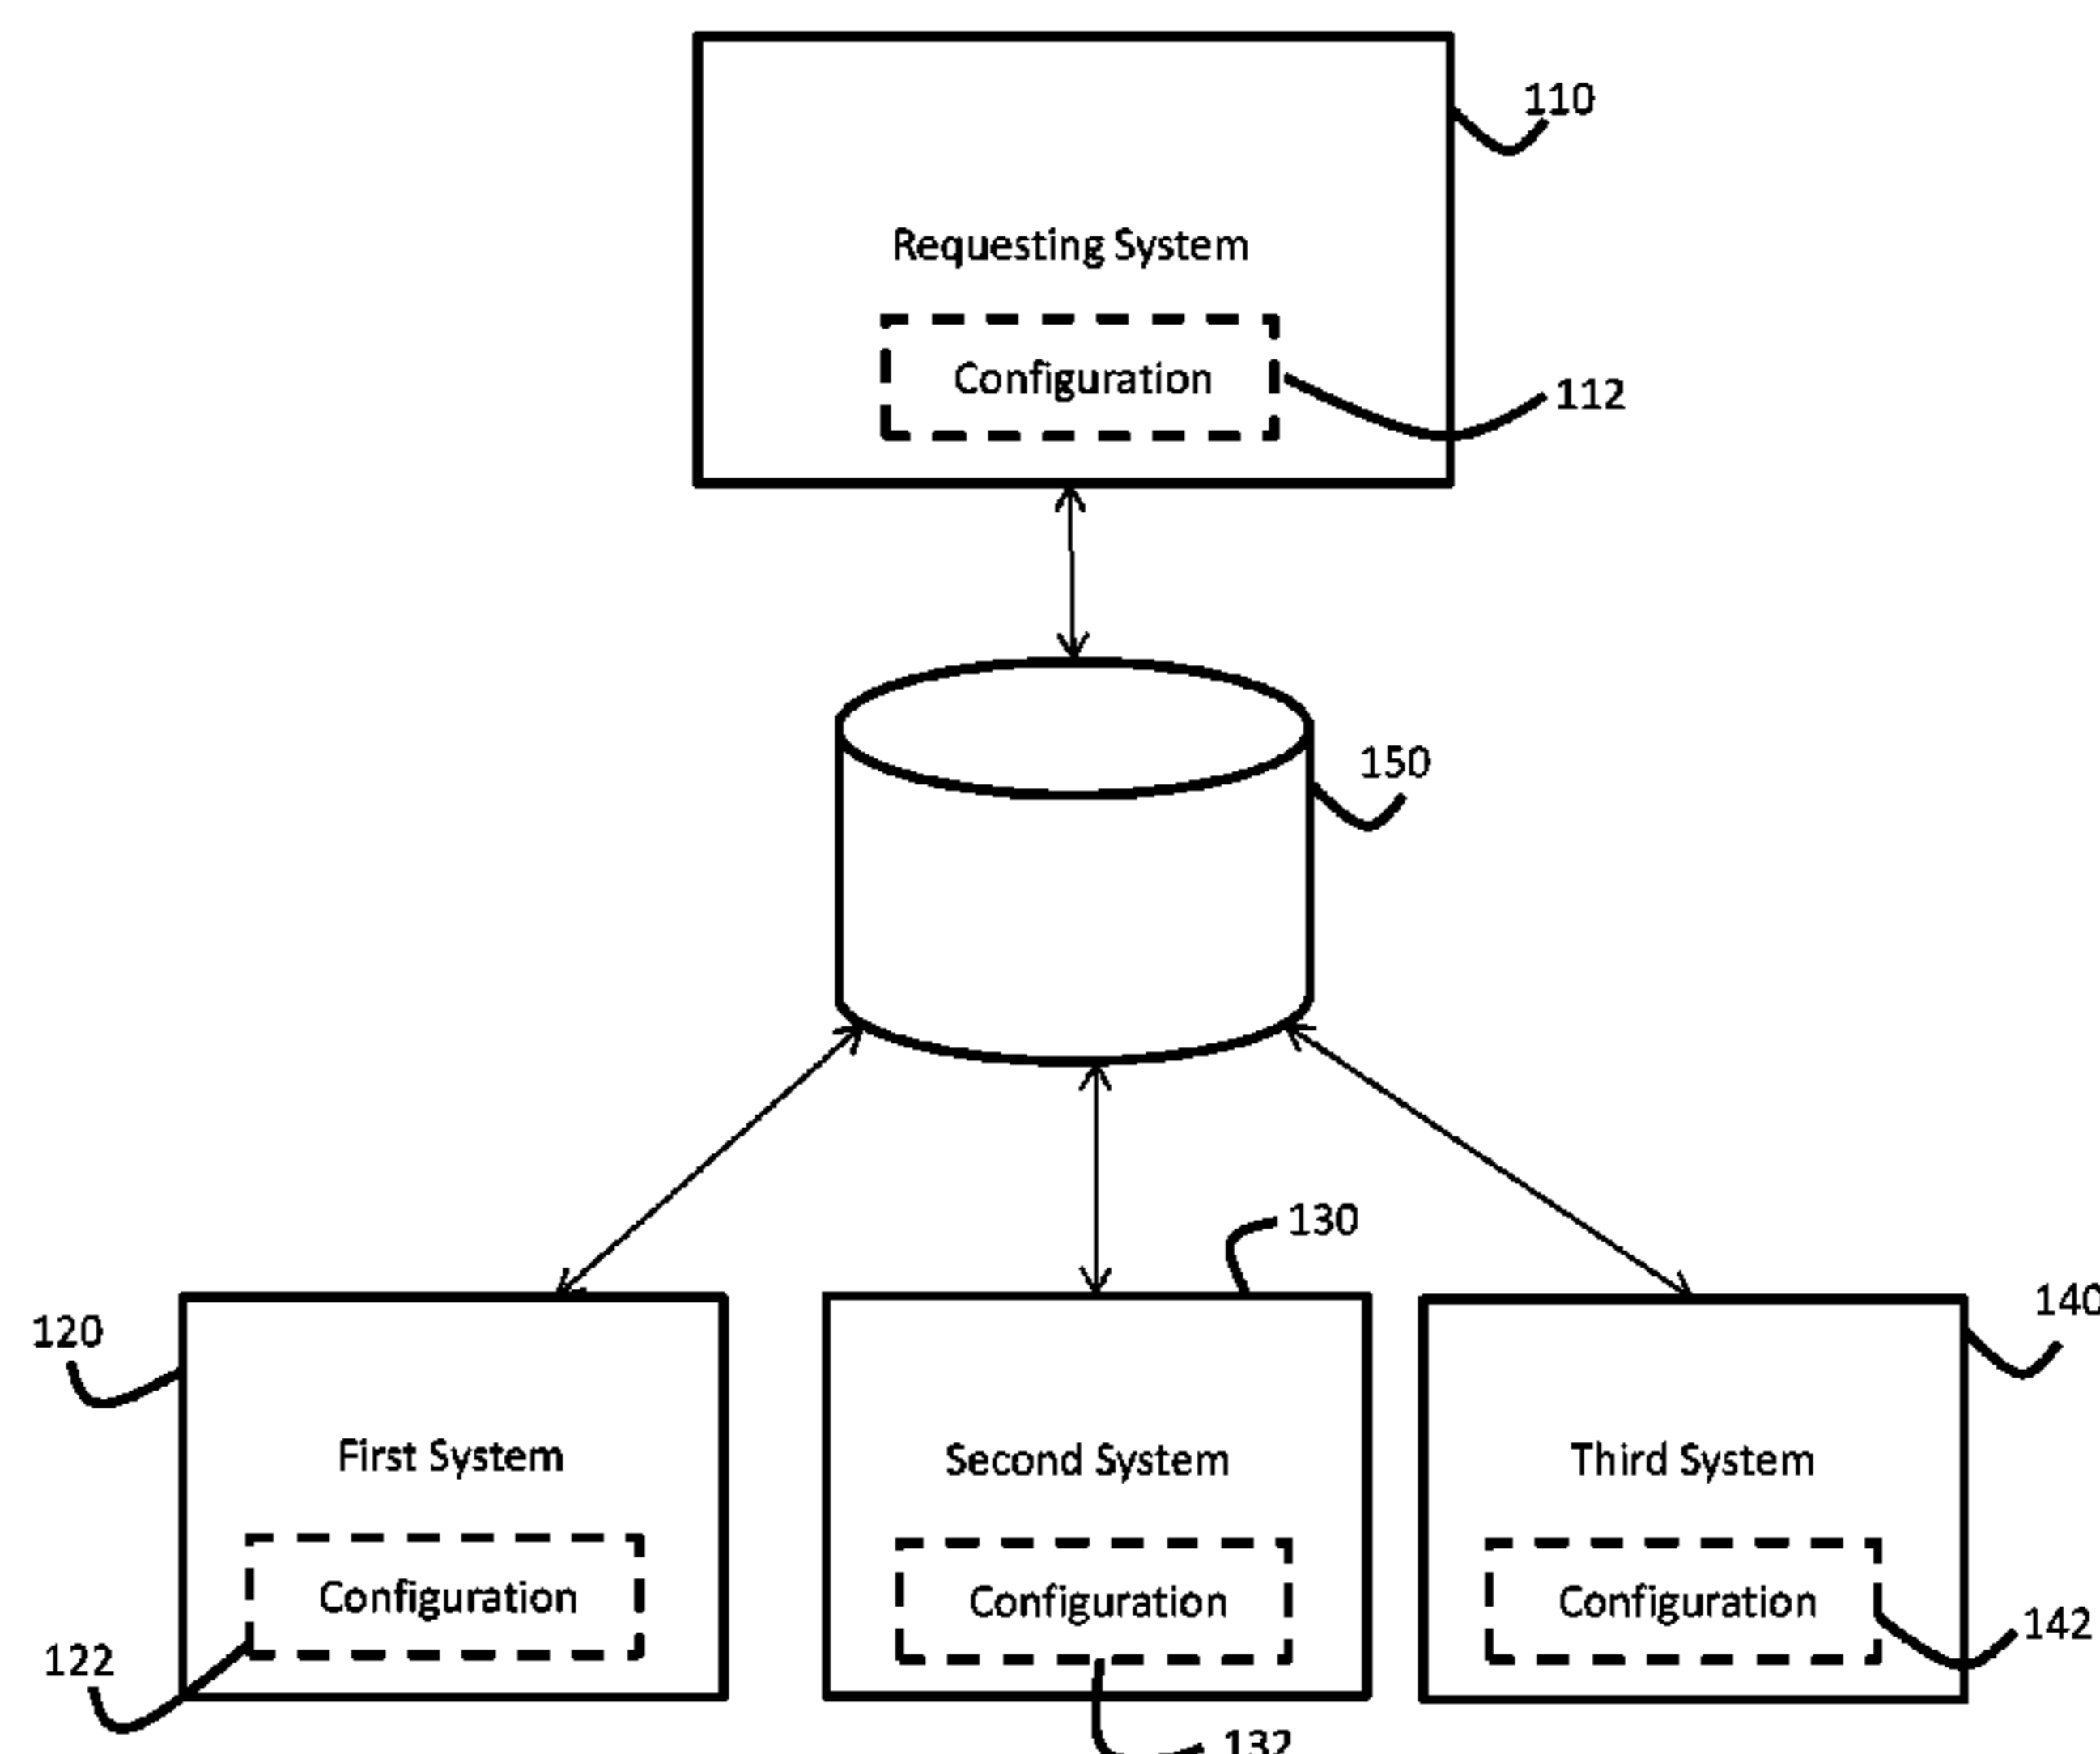 110
Requesting System
Configuration
112
150
130
120
140
First System
Second System
Third System
Configuration
Configuration
Configuration
122
142
132